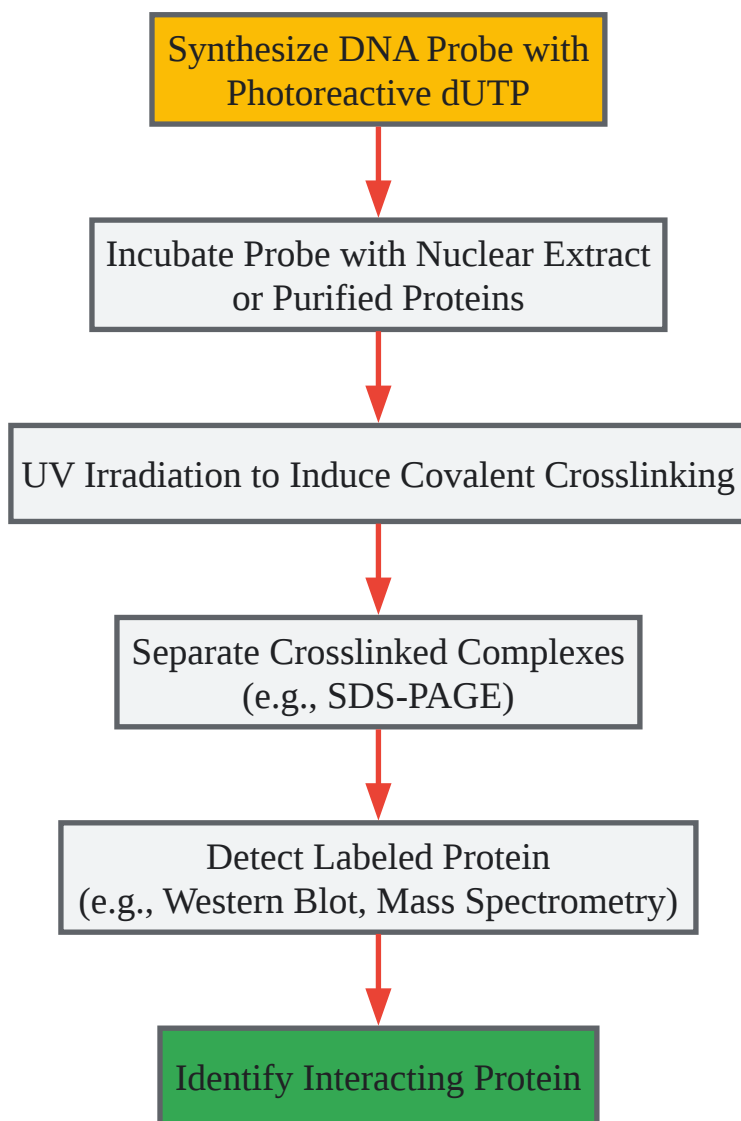 Synthesize DNA Probe with
Photoreactive dUTP
Incubate Probe with Nuclear Extract
or Purified Proteins
UV Irradiation to Induce Covalent Crosslinking
Separate Crosslinked Complexes
(e.g., SDS-PAGE)
Detect Labeled Protein
(e.g., Western Blot, Mass Spectrometry)
Identify Interacting Protein